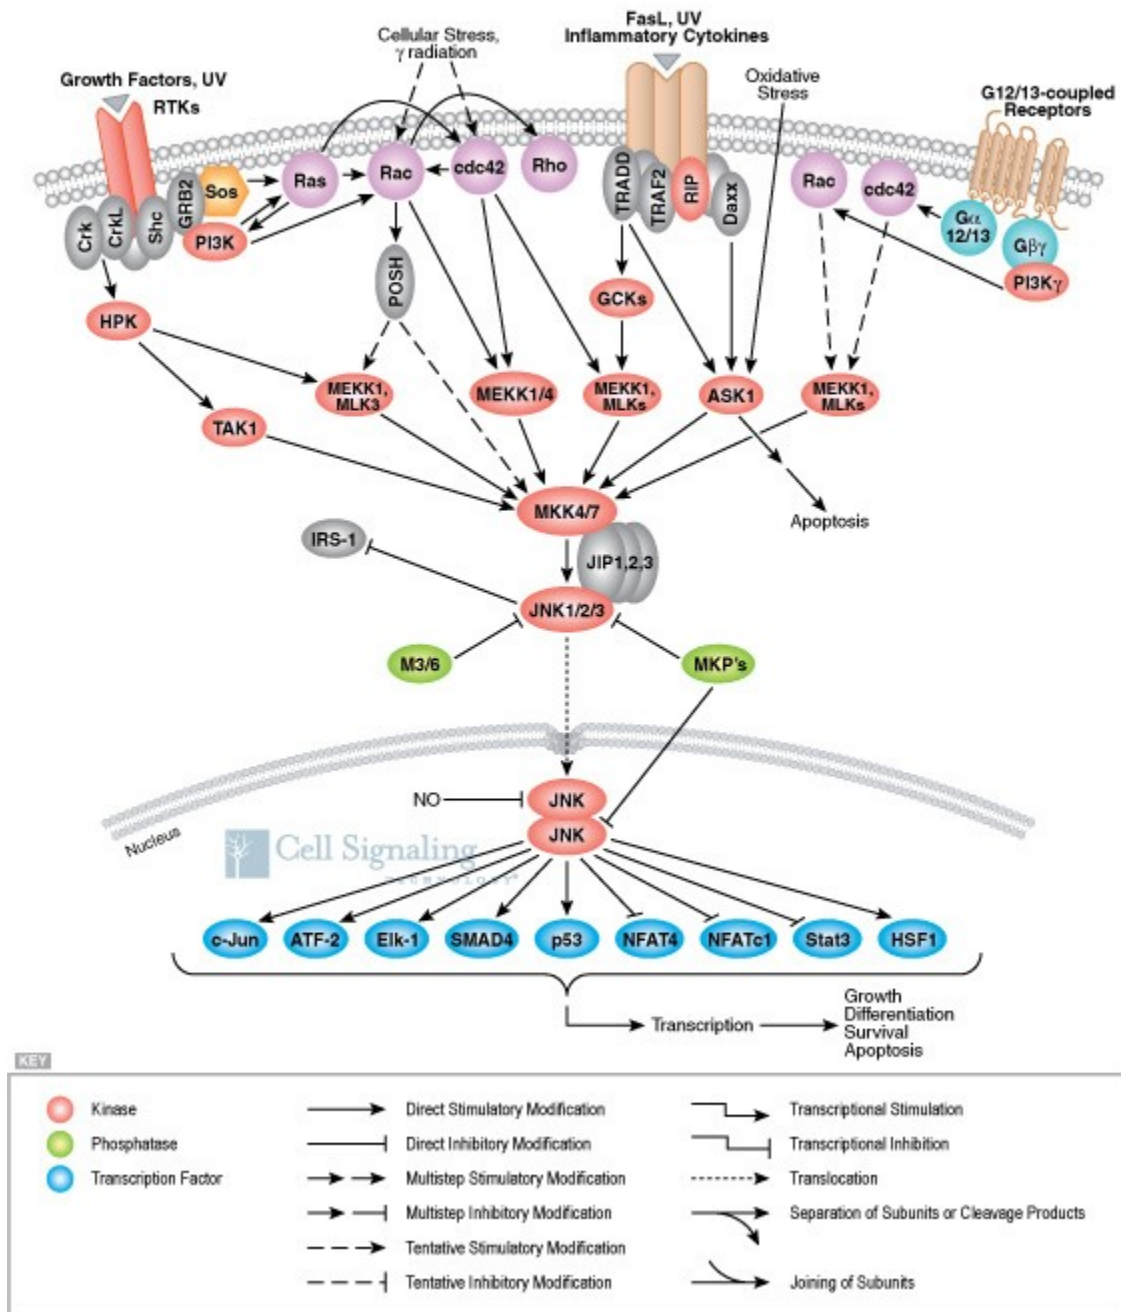 FasL, UV
Inflammatory Cytokines
Cellular Stress,
γ radiation
Growth Factors, UV
RTKs
Oxidative
Stress
G12/13-coupled
Receptors
Crk
CrkL
Shc
GRB2
Sos
PI3K
Ras
Rac
cdc42
Rho
TRADD
TRAF2
RIP
Daxx
Rac
cdc42
Gα
12/13
Gβγ
PI3Kγ
POSH
GCKs
HPK
TAK1
MEKK1,
MLK3
MEKK1/4
MEKK1,
MLKs
ASK1
MEKK1,
MLKs
MKK4/7
Apoptosis
IRS-1
JIP1,2,3
JNK1/2/3
M3/6
MKP's
NO
JNK
JNK
Nucleus
Cell Signaling
TECHNOLOGY®
c-Jun
ATF-2
Elk-1
SMAD4
p53
NFAT4
NFATc1
Stat3
HSF1
Transcription
Growth
Differentiation
Survival
Apoptosis
KEY
Kinase
Phosphatase
Transcription Factor
Direct Stimulatory Modification
Direct Inhibitory Modification
Multistep Stimulatory Modification
Multistep Inhibitory Modification
Tentative Stimulatory Modification
Tentative Inhibitory Modification
Transcriptional Stimulation
Transcriptional Inhibition
Translocation
Separation of Subunits or Cleavage Products
Joining of Subunits